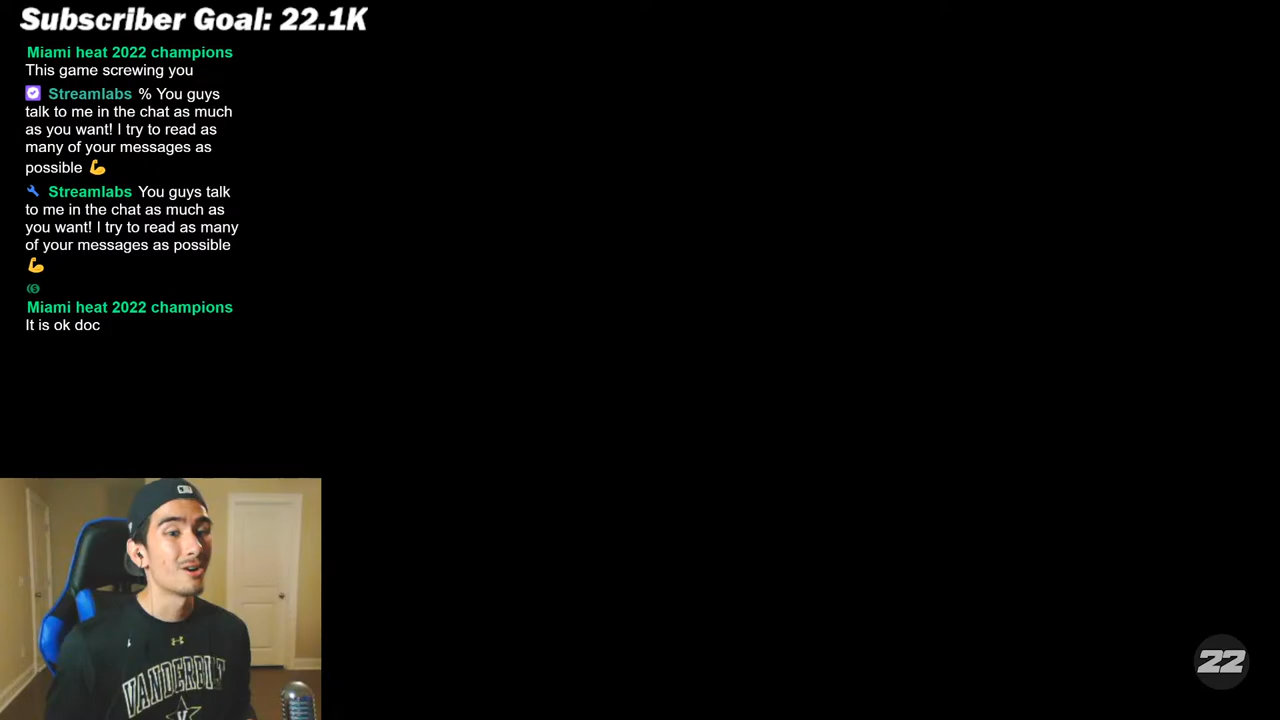 Subscriber Goal: 22.1K
Miami heat 2022 champions
This game screwing you
Streamlabs % You guys
talk to me in the chat as much
as you want! I try to read as
many of your messages as
possible 💪
Streamlabs You guys talk
to me in the chat as much as
you want! I try to read as many
of your messages as possible
💪
Miami heat 2022 champions
It is ok doc
VANDERBILT
V
22